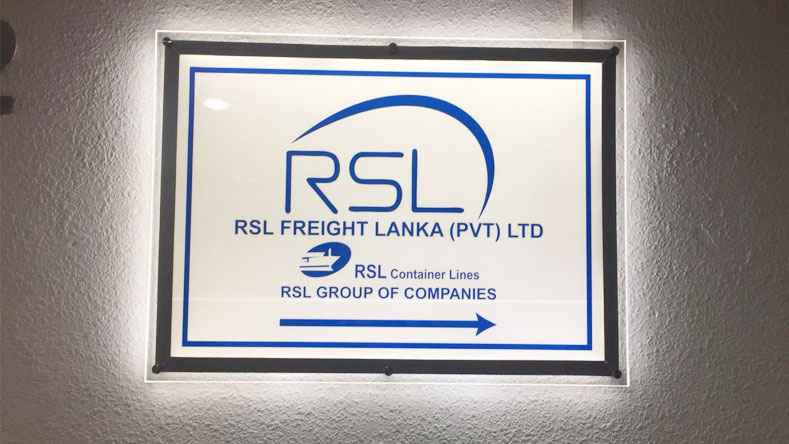 RSL
RSL FREIGHT LANKA (PVT) LTD
RSL Container Lines
RSL GROUP OF COMPANIES